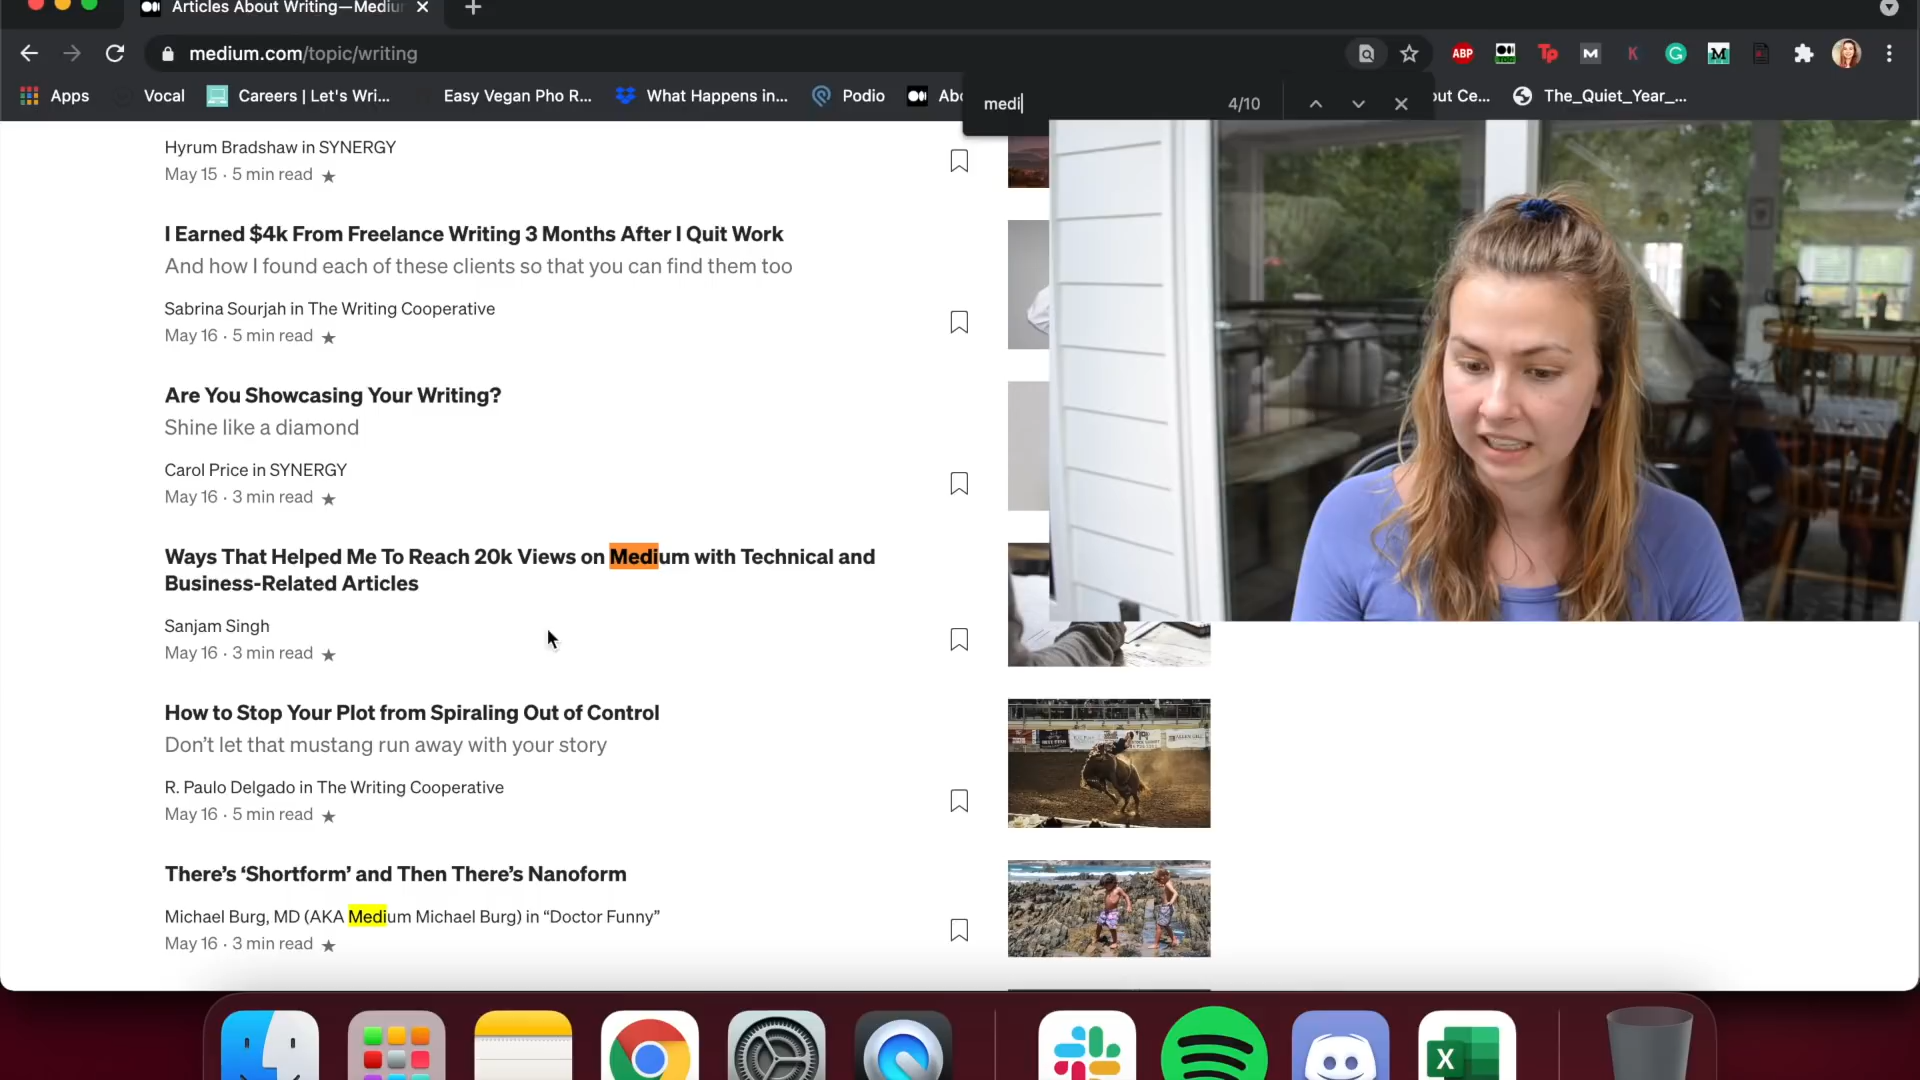 Articles About Writing—Mediu
medium.com/topic/writing
ABP
Apps
Vocal
Careers | Let's Wri...
Easy Vegan Pho R...
What Happens in...
Podio
Abo
out Ce...
The_Quiet_Year_...
medi
4/10
Hyrum Bradshaw in SYNERGY
May 15 · 5 min read ★
I Earned $4k From Freelance Writing 3 Months After I Quit Work
And how I found each of these clients so that you can find them too
Sabrina Sourjah in The Writing Cooperative
May 16 · 5 min read ★
Are You Showcasing Your Writing?
Shine like a diamond
Carol Price in SYNERGY
May 16 · 3 min read ★
Ways That Helped Me To Reach 20k Views on Medium with Technical and
Business-Related Articles
Sanjam Singh
May 16 · 3 min read ★
How to Stop Your Plot from Spiraling Out of Control
Don’t let that mustang run away with your story
R. Paulo Delgado in The Writing Cooperative
May 16 · 5 min read ★
There’s ‘Shortform’ and Then There’s Nanoform
Michael Burg, MD (AKA Medium Michael Burg) in “Doctor Funny”
May 16 · 3 min read ★
X